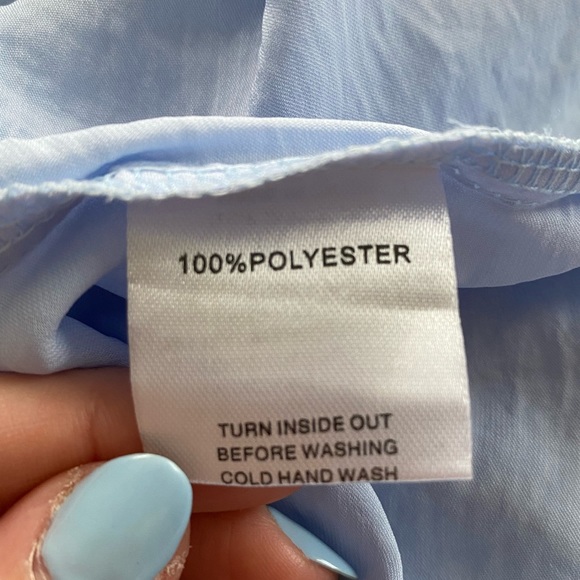 100%POLYESTER
TURN INSIDE OUT
BEFORE WASHING
COLD HAND WASH